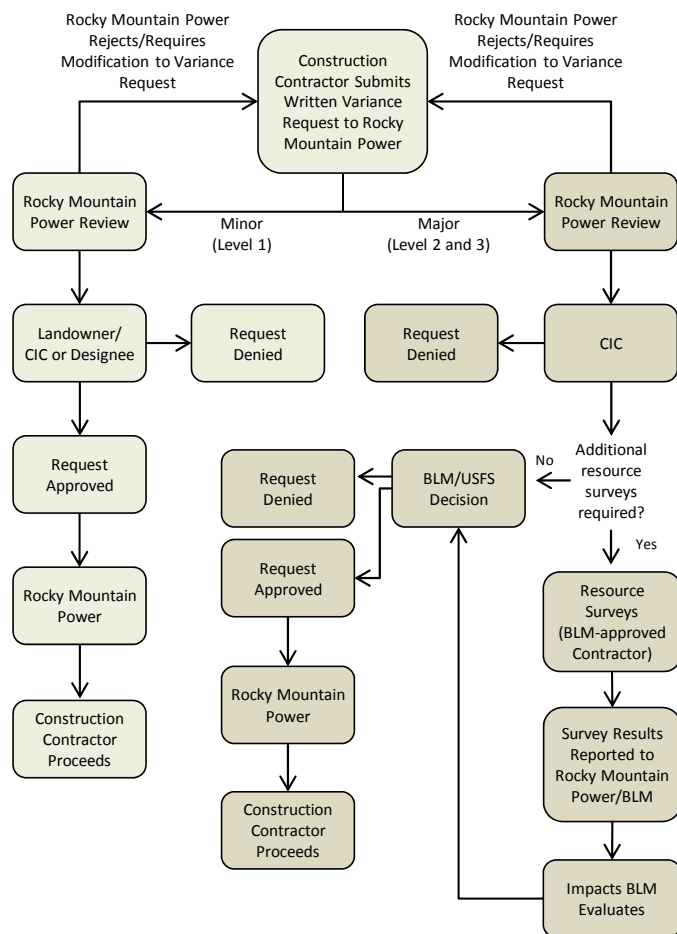 Rocky Mountain Power
Rejects/Requires
Modification to Variance
Request
Construction
Contractor Submits
Written Variance
Request to Rocky
Mountain Power
Rocky Mountain Power
Rejects/Requires
Modification to Variance
Request
Rocky Mountain
Power Review
Minor
(Level 1)
Major
(Level 2 and 3)
Rocky Mountain
Power Review
Landowner/
CIC or Designee
Request
Denied
Request
Denied
CIC
Request
Approved
Request
Denied
BLM/USFS
Decision
No
Additional
resource
surveys
required?
Yes
Rocky Mountain
Power
Request
Approved
Resource
Surveys
(BLM-approved
Contractor)
Construction
Contractor
Proceeds
Rocky Mountain
Power
Survey Results
Reported to
Rocky Mountain
Power/BLM
Construction
Contractor
Proceeds
Impacts BLM
Evaluates